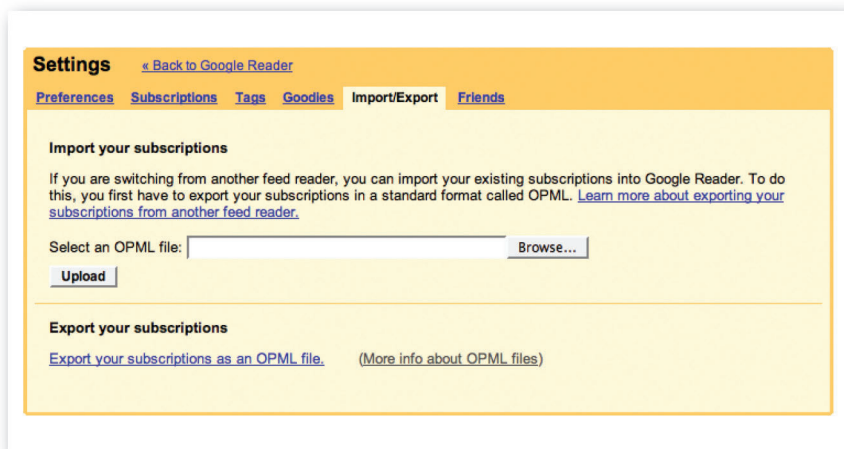 Settings « Back to Google Reader
Preferences Subscriptions Tags Goodies Import/Export Friends
Import your subscriptions
If you are switching from another feed reader, you can import your existing subscriptions into Google Reader. To do
this, you first have to export your subscriptions in a standard format called OPML. Learn more about exporting your
subscriptions from another feed reader.
Select an OPML file: Browse...
Upload
Export your subscriptions
Export your subscriptions as an OPML file. (More info about OPML files)